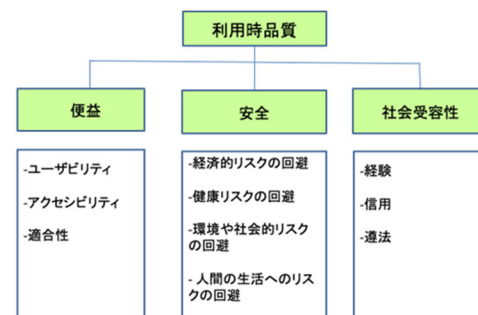 利用時品質
便益
安全
社会受容性
-ユーザビリティ
-アクセシビリティ
-適合性
-経済的リスクの回避
-健康リスクの回避
-環境や社会的リスク
の回避
- 人間の生活へのリス
クの回避
-経験
-信用
-遵法